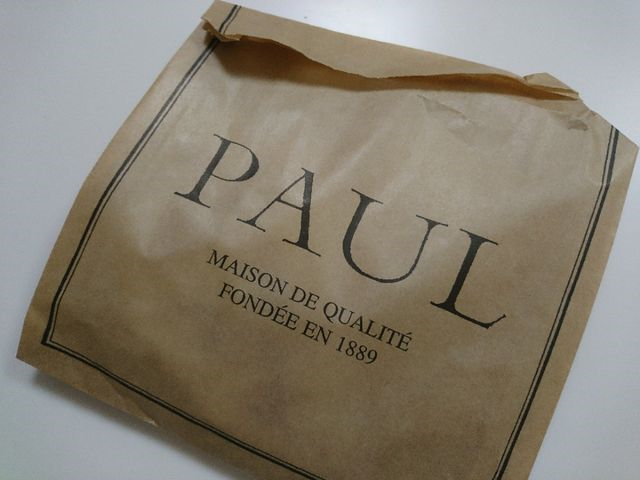 PAUL
MAISON DE QUALITÉ
FONDÉE EN 1889